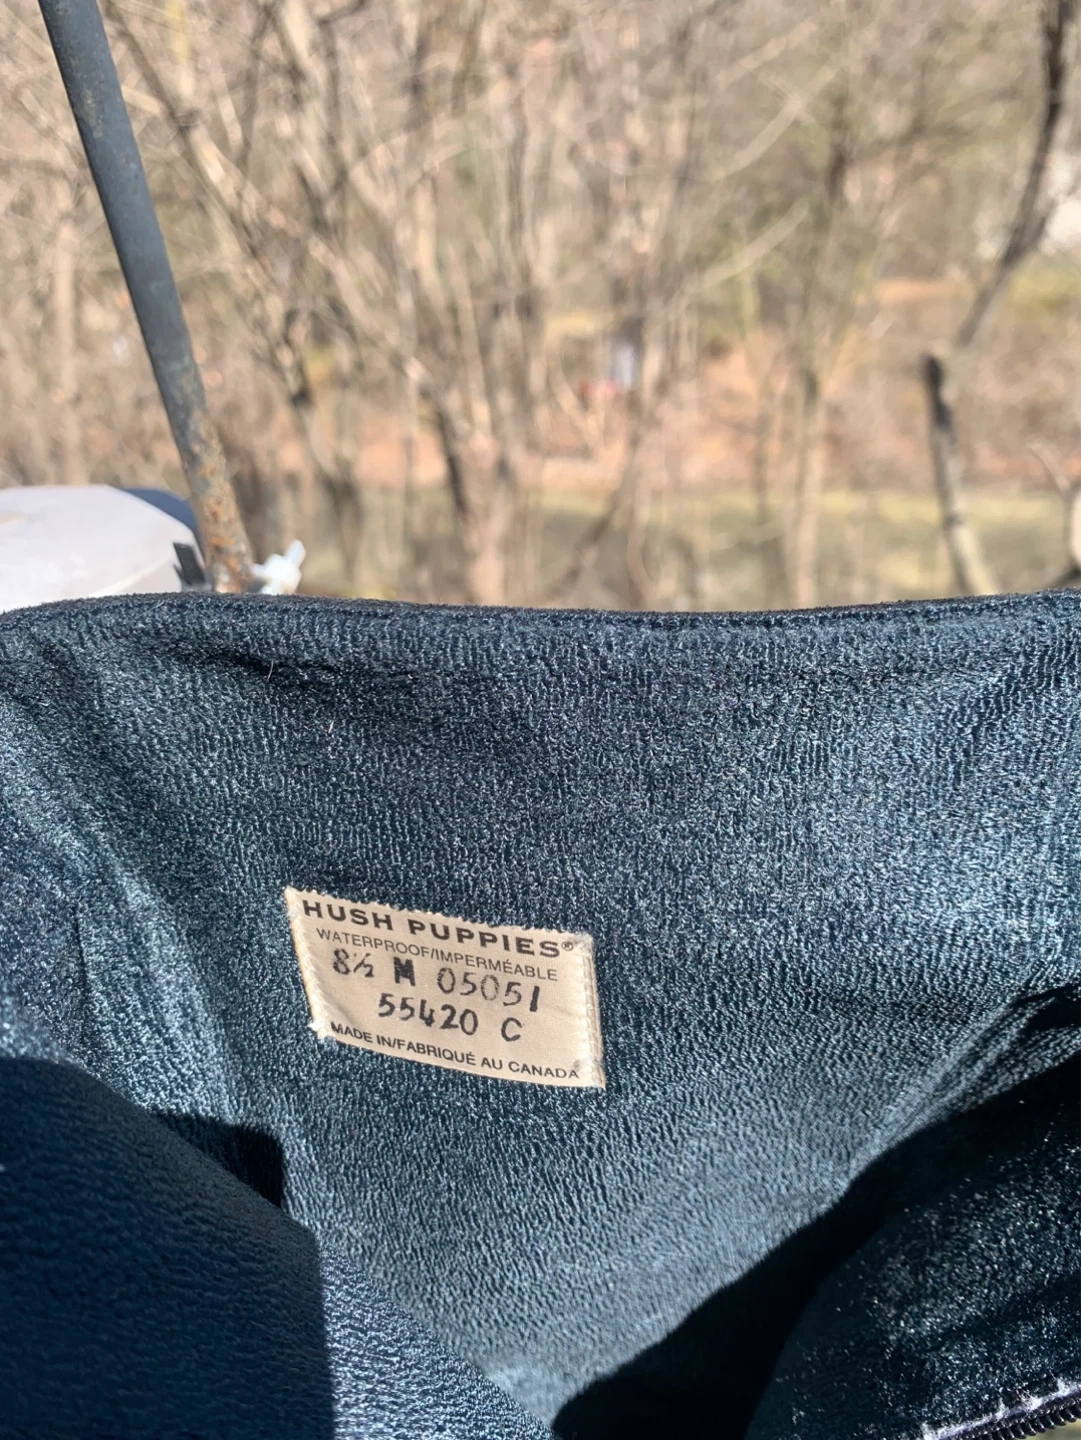 HUSH PUPPIES®
WATERPROOF/IMPERMÉABLE
8½ M 05051
55420 C
MADE IN/FABRIQUÉ AU CANADA